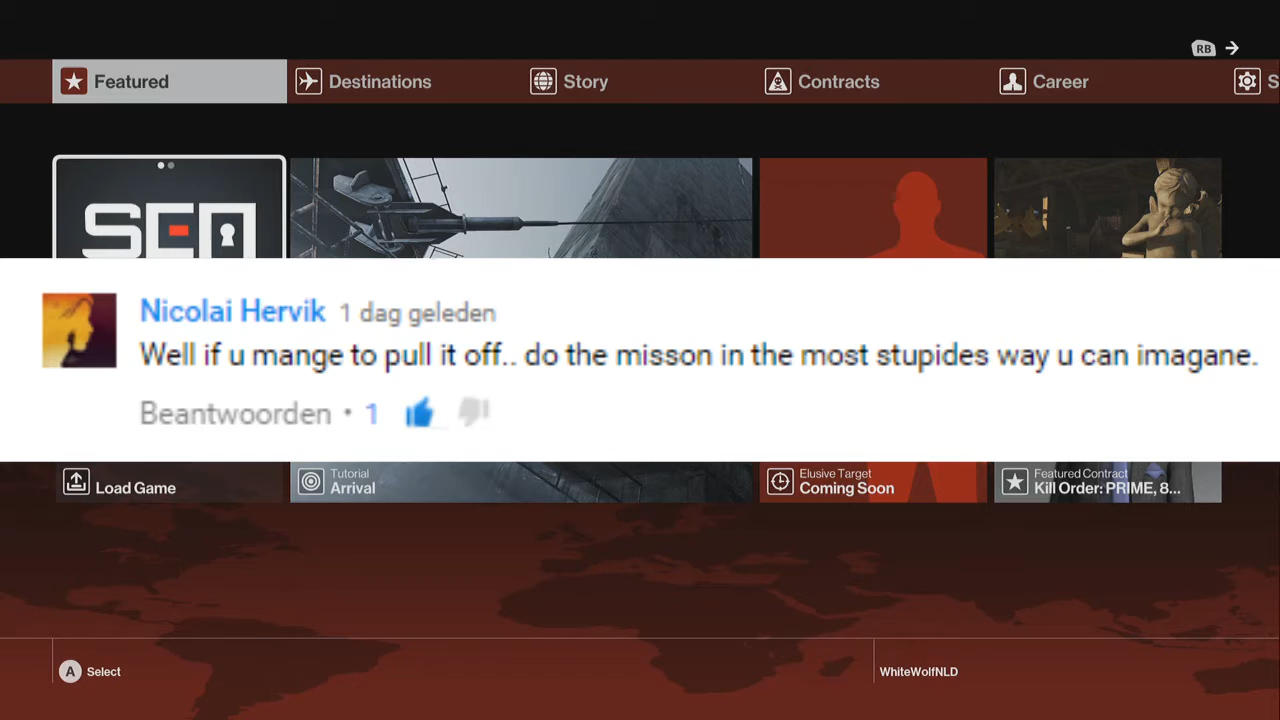 RB
Featured
Destinations
Story
Contracts
Career
S
Nicolai Hervik 1 dag geleden
Well if u mange to pull it off.. do the misson in the most stupides way u can imagane.
Beantwoorden • 1
Load Game
Tutorial
Arrival
Elusive Target
Coming Soon
Featured Contract
Kill Order: PRIME, 8...
A Select
WhiteWolfNLD